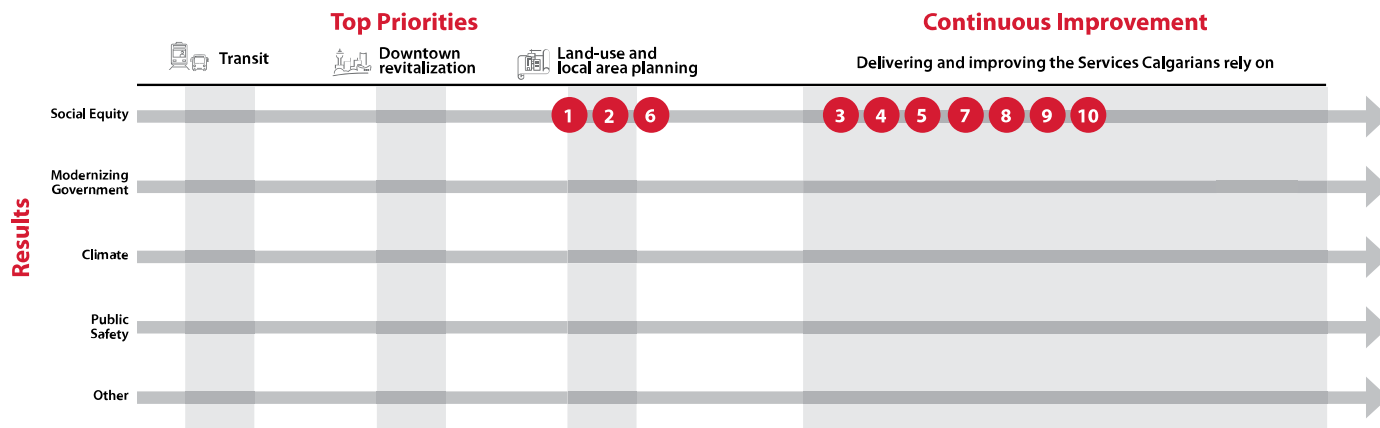 Top Priorities
Continuous Improvement
Transit
Downtown
revitalization
Land-use and
local area planning
Delivering and improving the Services Calgarians rely on
Results
Social Equity
1 2 6 3 4 5 7 8 9 10
Modernizing
Government
Climate
Public
Safety
Other